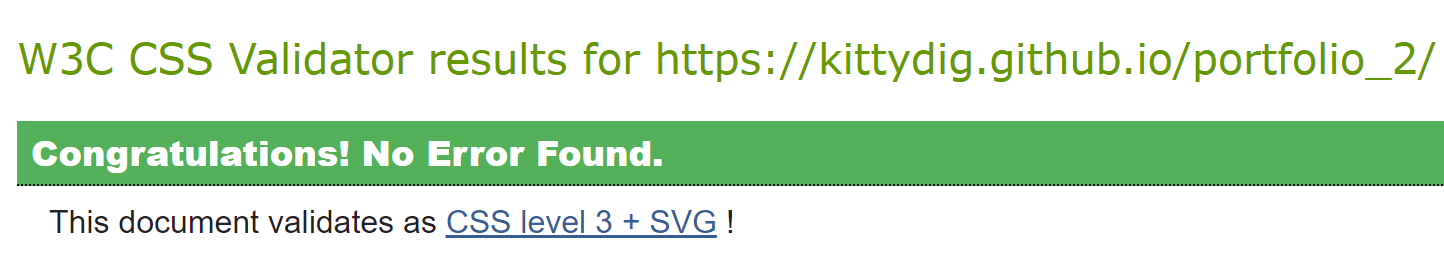 W3C CSS Validator results for https://kittydig.github.io/portfolio_2/
Congratulations! No Error Found.
This document validates as CSS level 3 + SVG !